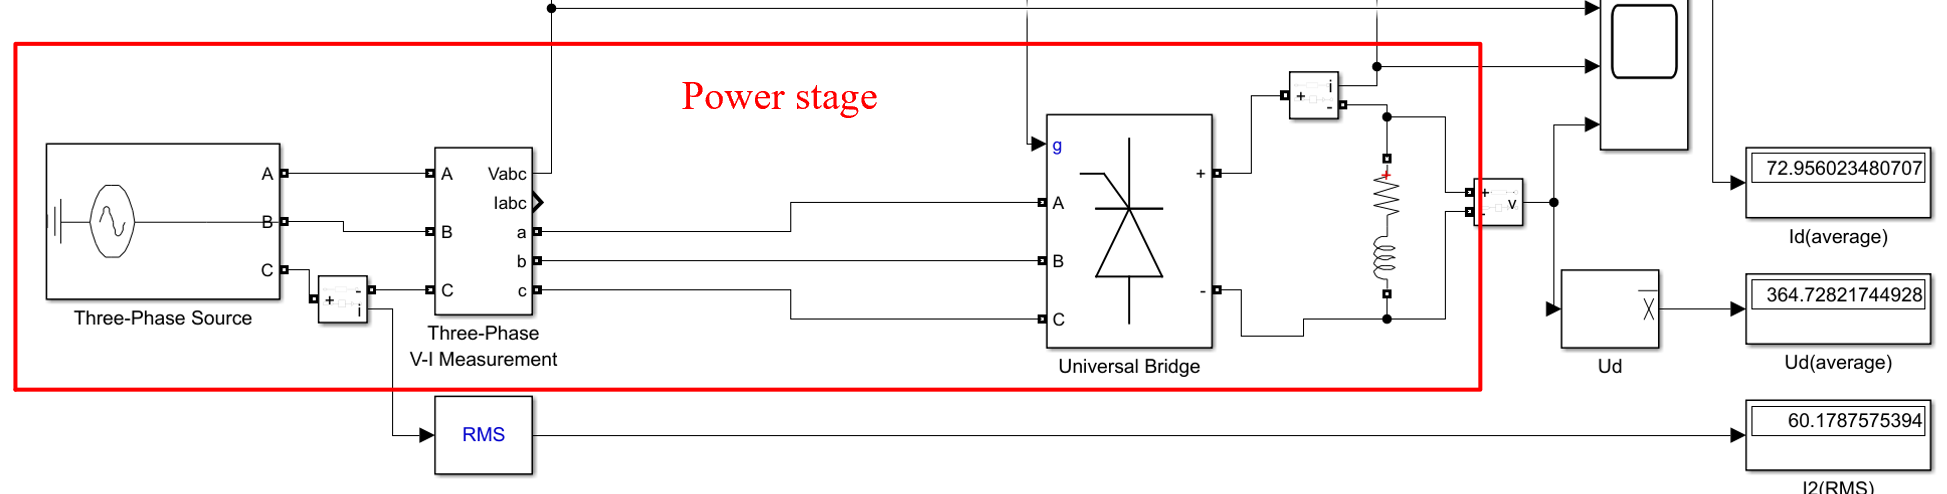 Power stage
A
B
C
Three-Phase Source
+
-
i
A
B
C
Vabc
Iabc
a
b
c
Three-Phase
V-I Measurement
RMS
g
A
B
C
+
-
Universal Bridge
+
i
-
+
+
-
v
Ud
72.956023480707
Id(average)
364.72821744928
Ud(average)
60.1787575394
I2(RMS)